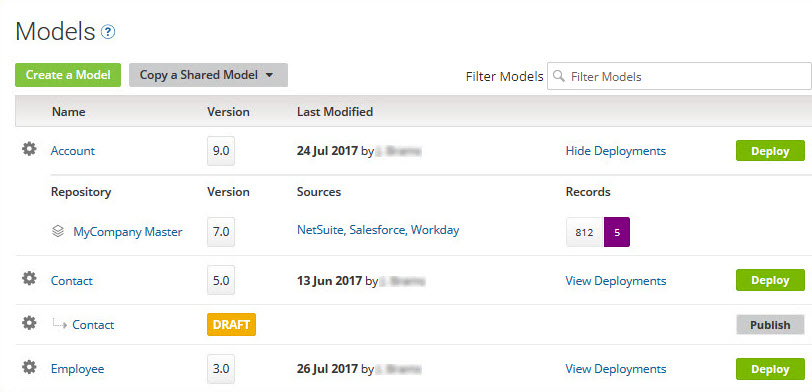 Models ?
Create a Model Copy a Shared Model Filter Models Filter Models
Name Version Last Modified
Account 9.0 24 Jul 2017 by Hide Deployments Deploy
Repository Version Sources Records
MyCompany Master 7.0 NetSuite, Salesforce, Workday 812 5
Contact 5.0 13 Jun 2017 by View Deployments Deploy
Contact DRAFT Publish
Employee 3.0 26 Jul 2017 by View Deployments Deploy